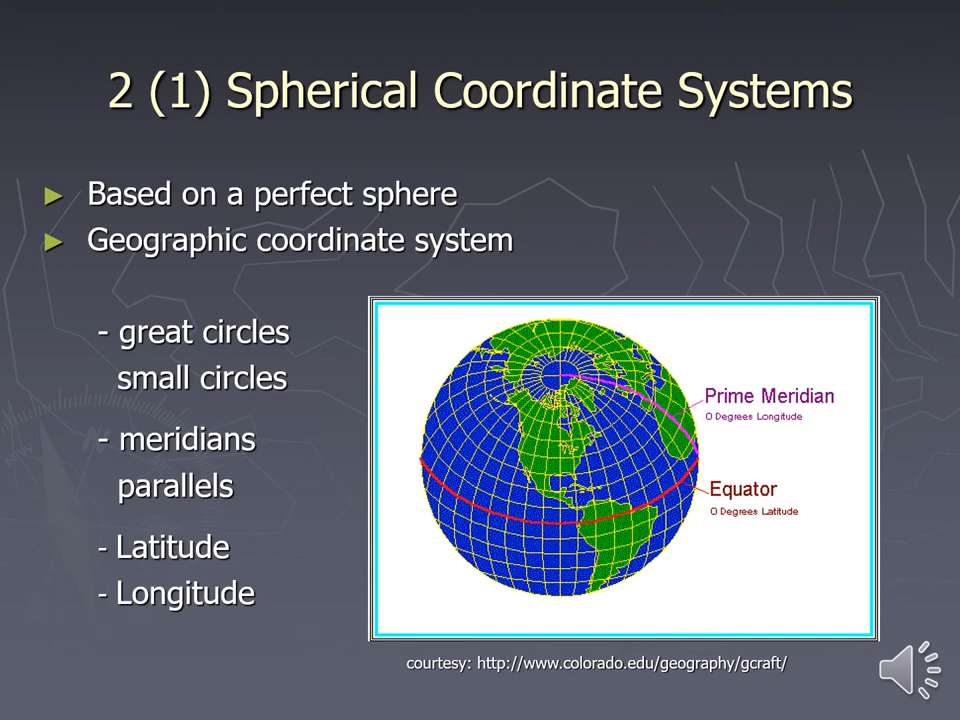 2 (1) Spherical Coordinate Systems
► Based on a perfect sphere
► Geographic coordinate system
- great circles
small circles
- meridians
parallels
- Latitude
- Longitude
Prime Meridian
0 Degrees Longitude
Equator
0 Degrees Latitude
courtesy: http://www.colorado.edu/geography/gcraft/